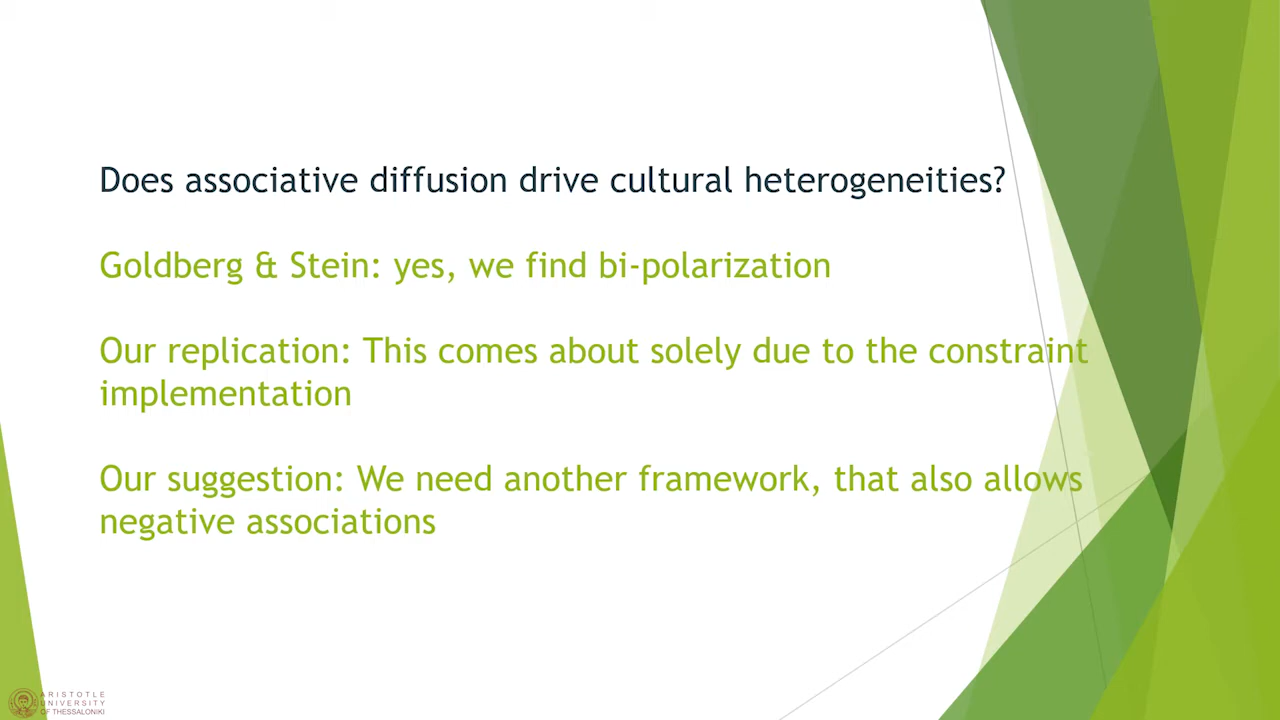 Does associative diffusion drive cultural heterogeneities?
Goldberg & Stein: yes, we find bi-polarization
Our replication: This comes about solely due to the constraint
implementation
Our suggestion: We need another framework, that also allows
negative associations
ARISTOTLE
UNIVERSITY
OF THESSALONIKI